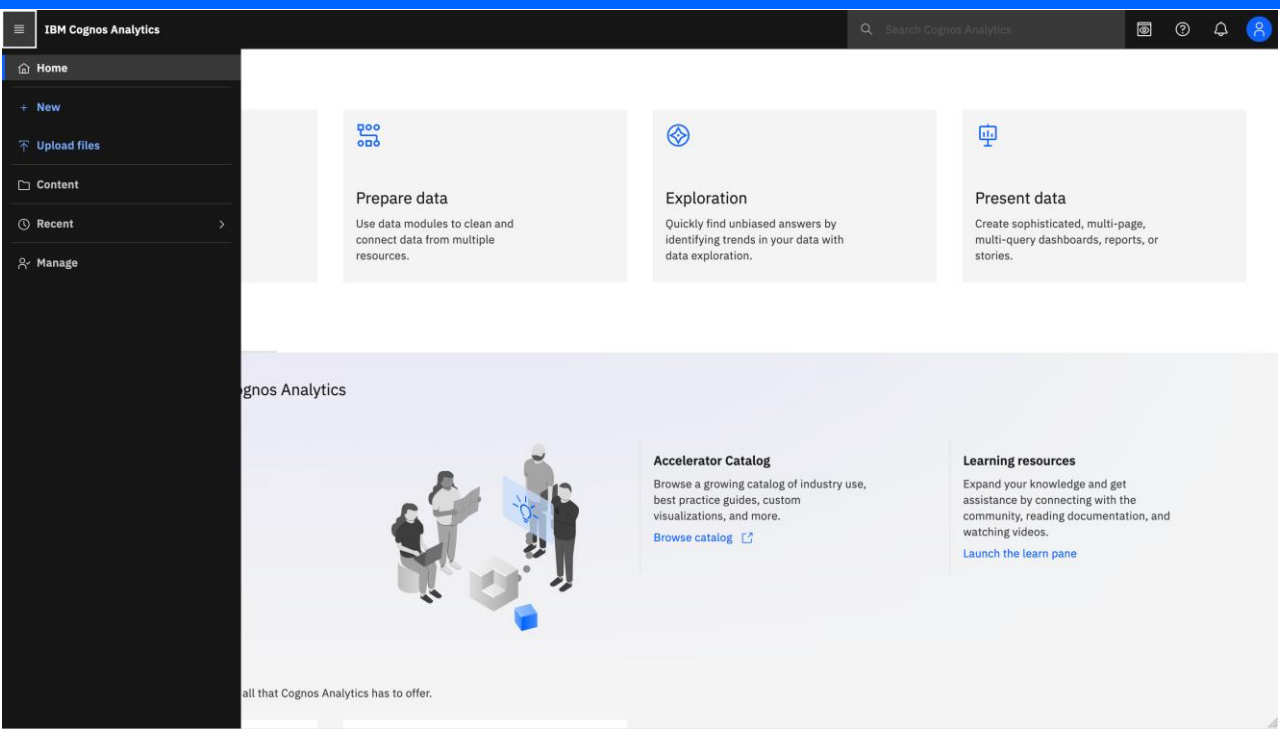 IBM Cognos Analytics
Search Cognos Analytics
Home
New
Upload files
Content
Recent
Manage
Prepare data
Use data modules to clean and
connect data from multiple
resources.
Exploration
Quickly find unbiased answers by
identifying trends in your data with
data exploration.
Present data
Create sophisticated, multi-page,
multi-query dashboards, reports, or
stories.
ognos Analytics
Accelerator Catalog
Browse a growing catalog of industry use,
best practice guides, custom
visualizations, and more.
Browse catalog
Learning resources
Expand your knowledge and get
assistance by connecting with the
community, reading documentation, and
watching videos.
Launch the learn pane
all that Cognos Analytics has to offer.